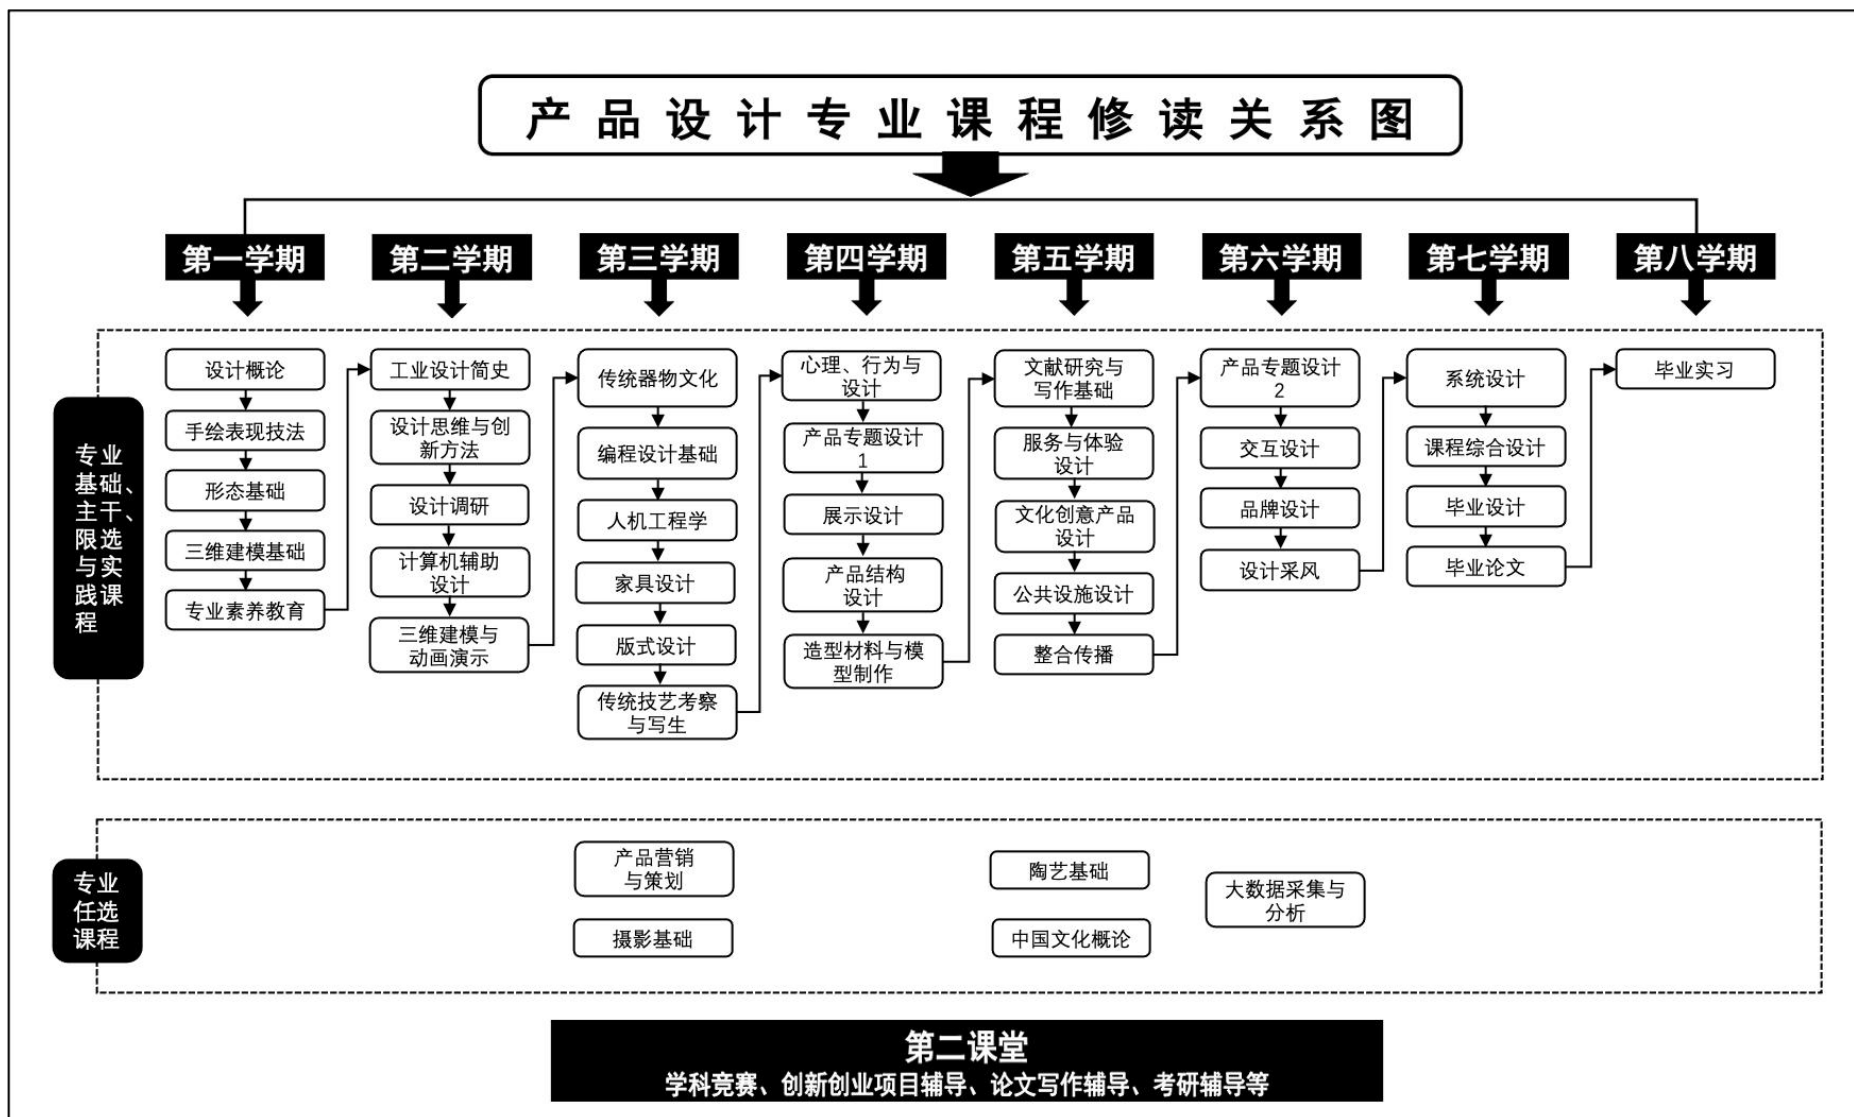 产品设计专业课程修读关系图
第一学期
第二学期
第三学期
第四学期
第五学期
第六学期
第七学期
第八学期
专业
基础、
主干、
限选
与实
践课
程
设计概论
手绘表现技法
形态基础
三维建模基础
专业素养教育
工业设计简史
设计思维与创
新方法
设计调研
计算机辅助
设计
三维建模与
动画演示
传统器物文化
编程设计基础
人机工程学
家具设计
版式设计
传统技艺考察
与写生
心理、行为与
设计
产品专题设计
1
展示设计
产品结构
设计
造型材料与模
型制作
文献研究与
写作基础
服务与体验
设计
文化创意产品
设计
公共设施设计
整合传播
产品专题设计
2
交互设计
品牌设计
设计采风
系统设计
课程综合设计
毕业设计
毕业论文
毕业实习
专业
任选
课程
产品营销
与策划
摄影基础
陶艺基础
中国文化概论
大数据采集与
分析
第二课堂
学科竞赛、创新创业项目辅导、论文写作辅导、考研辅导等